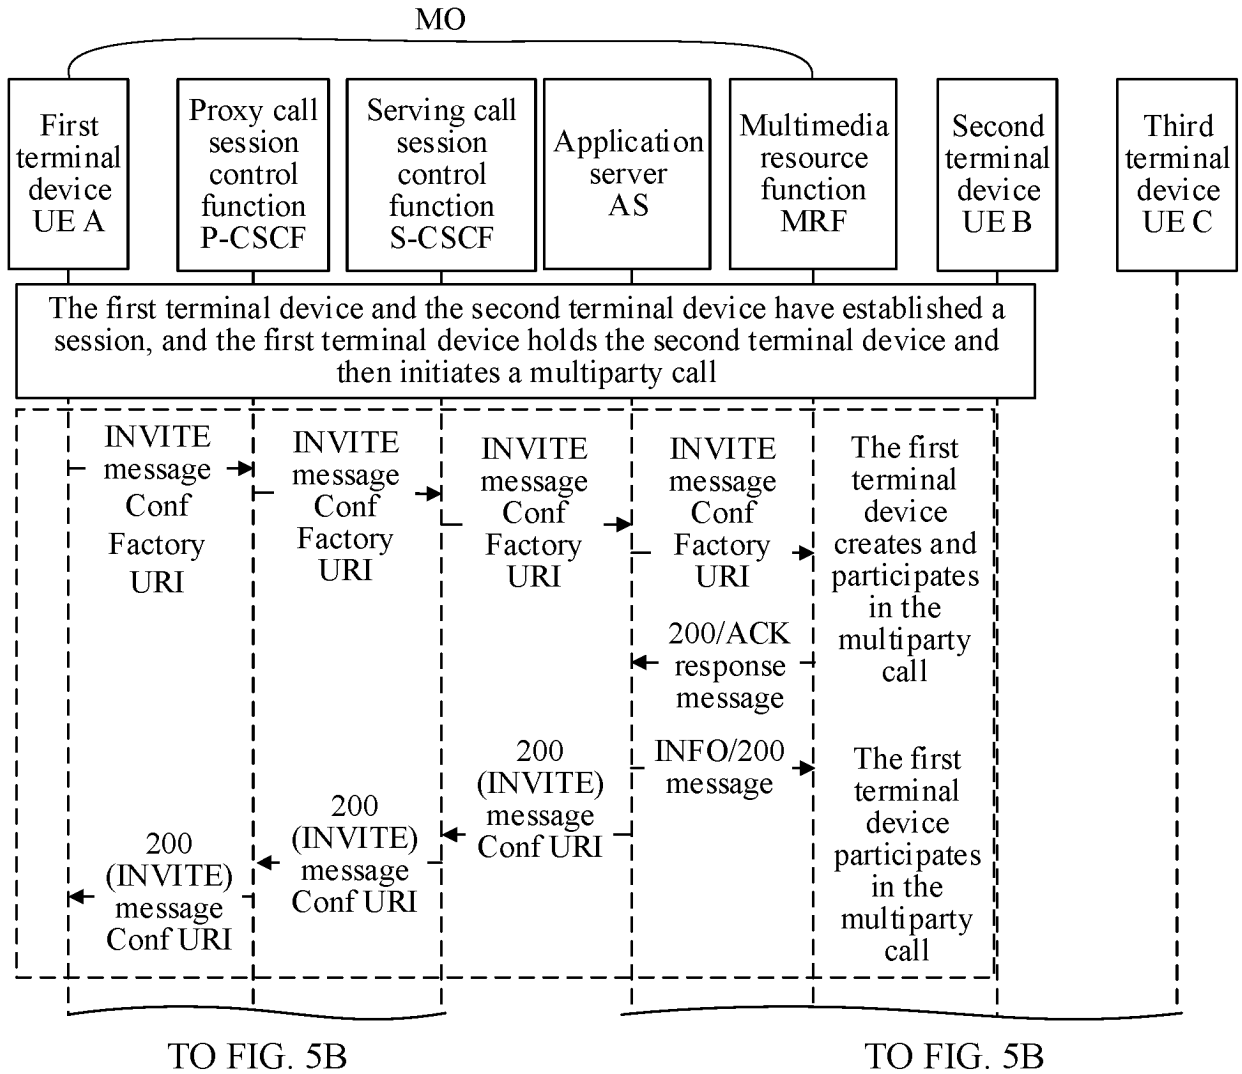 MO
First
terminal
device
UE A
Proxy call
session
control
function
P-CSCF
Serving call
session
control
function
S-CSCF
Application
server
AS
Multimedia
resource
function
MRF
Second
terminal
device
UE B
Third
terminal
device
UE C
The first terminal device and the second terminal device have established a
session, and the first terminal device holds the second terminal device and
then initiates a multiparty call
INVITE
message
Conf
Factory
URI
INVITE
message
Conf
Factory
URI
INVITE
message
Conf
Factory
URI
INVITE
message
Conf
Factory
URI
The first
terminal
device
creates and
participates
in the
multiparty
call
200/ACK
response
message
INFO/200
message
200
(INVITE)
message
Conf URI
200
(INVITE)
message
Conf URI
200
(INVITE)
message
Conf URI
The first
terminal
device
participates
in the
multiparty
call
TO FIG. 5B
TO FIG. 5B